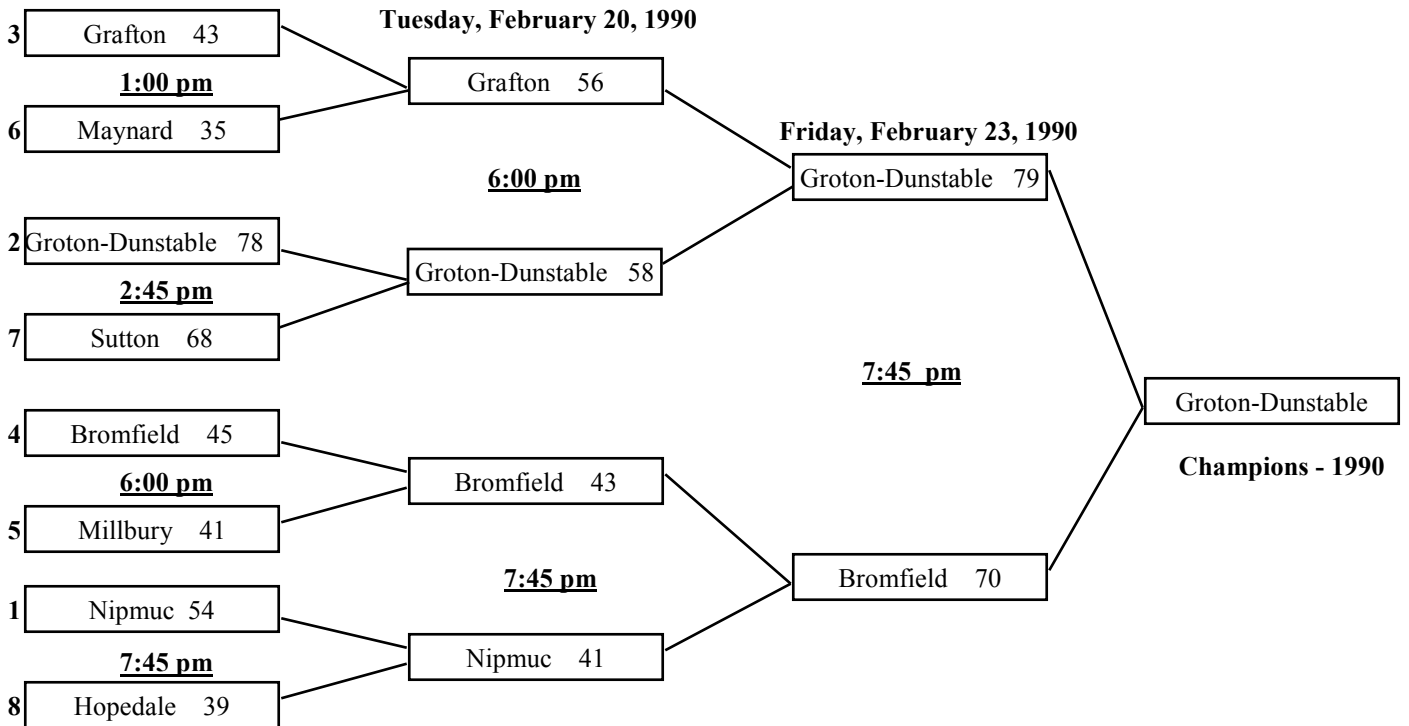 Tuesday, February 20, 1990
3 Grafton 43
1:00 pm
6 Maynard 35
2 Groton-Dunstable 78
2:45 pm
7 Sutton 68
4 Bromfield 45
6:00 pm
5 Millbury 41
1 Nipmuc 54
7:45 pm
8 Hopedale 39
Grafton 56
6:00 pm
Groton-Dunstable 58
Bromfield 43
7:45 pm
Nipmuc 41
Friday, February 23, 1990
Groton-Dunstable 79
7:45 pm
Bromfield 70
Groton-Dunstable
Champions - 1990